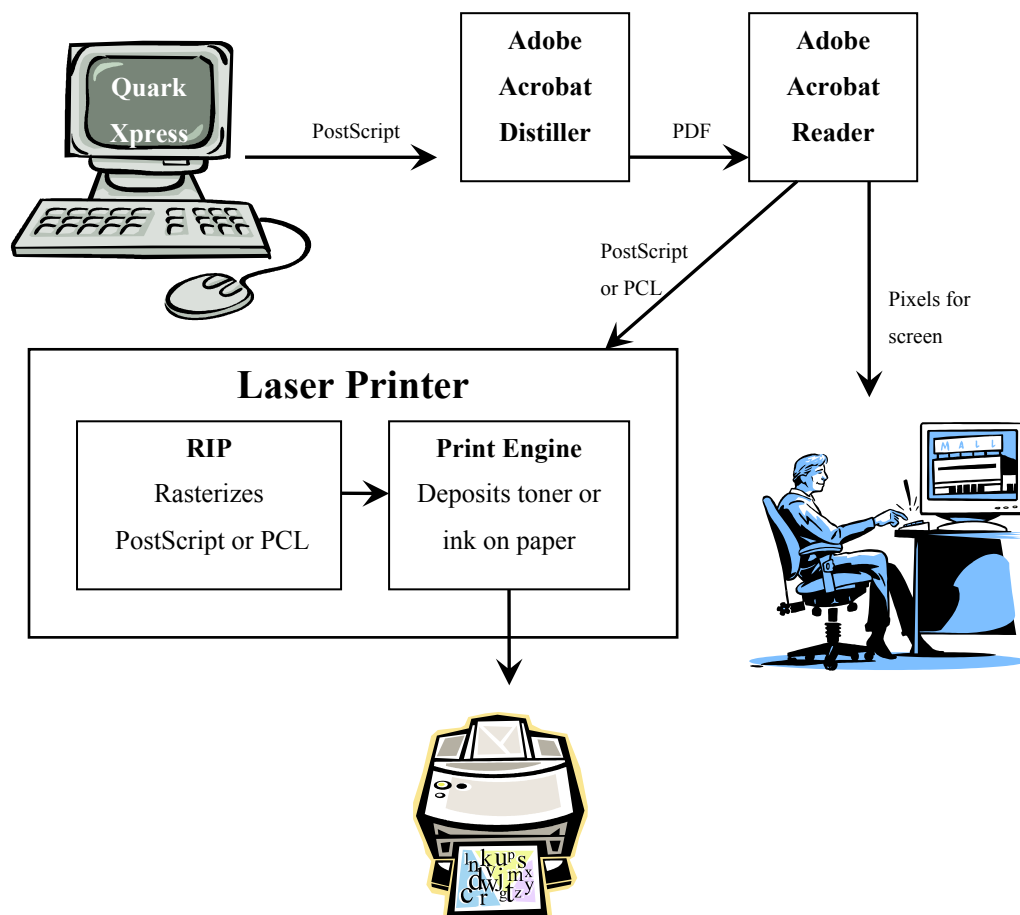 Quark
Xpress
PostScript
Adobe
Acrobat
Distiller
PDF
Adobe
Acrobat
Reader
PostScript
or PCL
Pixels for
screen
Laser Printer
RIP
Rasterizes
PostScript or PCL
Print Engine
Deposits toner or
ink on paper
MALL
l n k u p s
v j m x
c d w g t z y
r